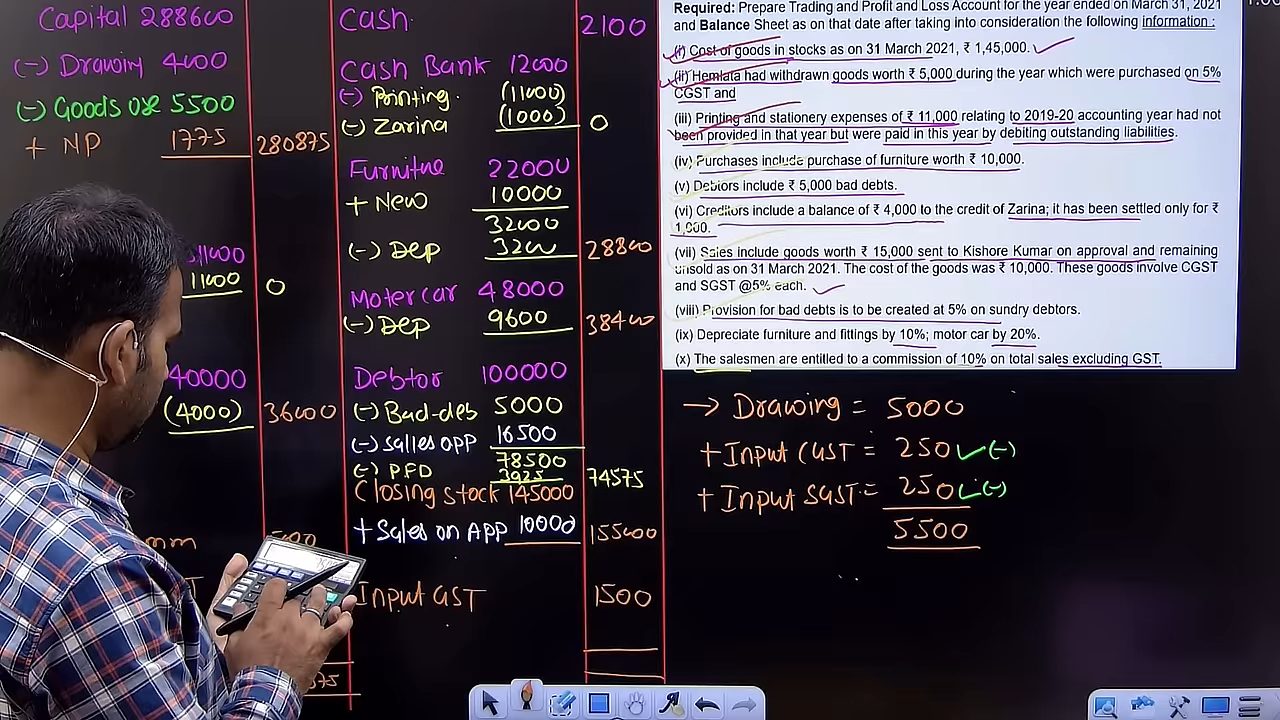 Capital 288600
(-) Drawing 4000
(-) Goods ose 5500
+ NP 1775 280875
11000
11000 0
40000
(4000) 36000
mm 500
375
Cash 2100
Cash Bank 12000
(-) Printing (11000)
(-) Zarina (1000) 0
Furniture 22000
+ New 10000
32000
(-) Dep 3200 28800
Motercar 48000
(-) Dep 9600 38400
Debtor 100000
(-) Bad-deb 5000
(-) Salles app 16500
78500
(-) PFD 3925 74575
Closing stock 145000
+ Sales on App 10000 155000
Input GST 1500
Required: Prepare Trading and Profit and Loss Account for the year ended on March 31, 2021
and Balance Sheet as on that date after taking into consideration the following information :
(i) Cost of goods in stocks as on 31 March 2021, ₹ 1,45,000.
(ii) Hemlata had withdrawn goods worth ₹ 5,000 during the year which were purchased on 5%
CGST and
(iii) Printing and stationery expenses of ₹ 11,000 relating to 2019-20 accounting year had not
been provided in that year but were paid in this year by debiting outstanding liabilities.
(iv) Purchases include purchase of furniture worth ₹ 10,000.
(v) Debtors include ₹ 5,000 bad debts.
(vi) Creditors include a balance of ₹ 4,000 to the credit of Zarina; it has been settled only for ₹
1,000.
(vii) Sales include goods worth ₹ 15,000 sent to Kishore Kumar on approval and remaining
unsold as on 31 March 2021. The cost of the goods was ₹ 10,000. These goods involve CGST
and SGST @5% each.
(viii) Provision for bad debts is to be created at 5% on sundry debtors.
(ix) Depreciate furniture and fittings by 10%; motor car by 20%.
(x) The salesmen are entitled to a commission of 10% on total sales excluding GST.
→ Drawing = 5000
+ Input CGST = 250 (-)
+ Input SGST = 250 (-)
5500